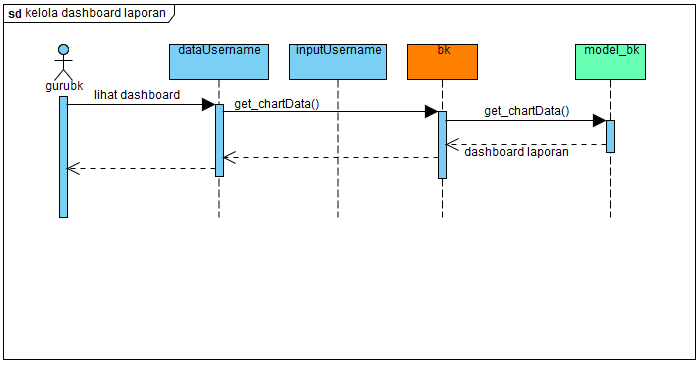 sd kelola dashboard laporan
dataUsername
inputUsername
bk
model_bk
gurubk
lihat dashboard
get_chartData()
get_chartData()
dashboard laporan